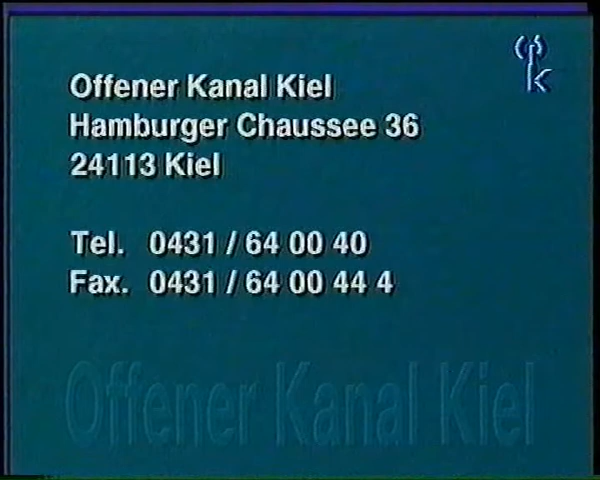 k
Offener Kanal Kiel
Hamburger Chaussee 36
24113 Kiel
Tel. 0431 / 64 00 40
Fax. 0431 / 64 00 44 4
Offener Kanal Kiel